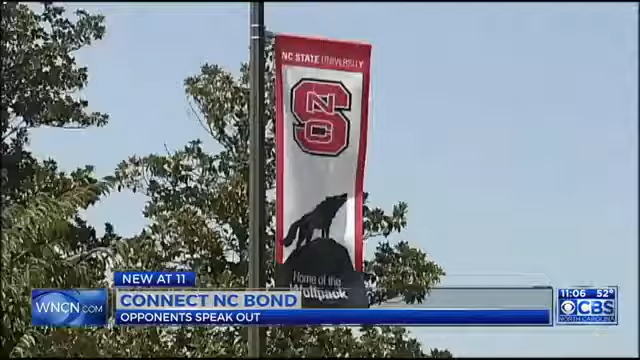 NC STATE UNIVERSITY
NCS
Home of the
Wolfpack
NEW AT 11
WNCN.COM
CONNECT NC BOND
OPPONENTS SPEAK OUT
11:06 52°
CBS
NORTH CAROLINA